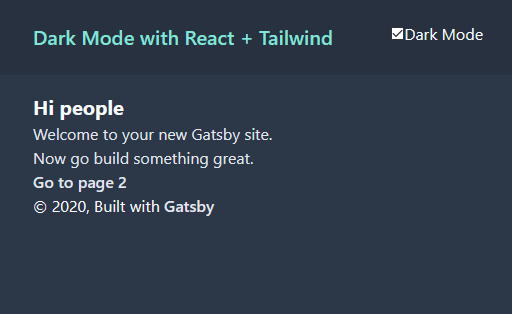 Dark Mode with React + Tailwind
Dark Mode
Hi people
Welcome to your new Gatsby site.
Now go build something great.
Go to page 2
© 2020, Built with Gatsby